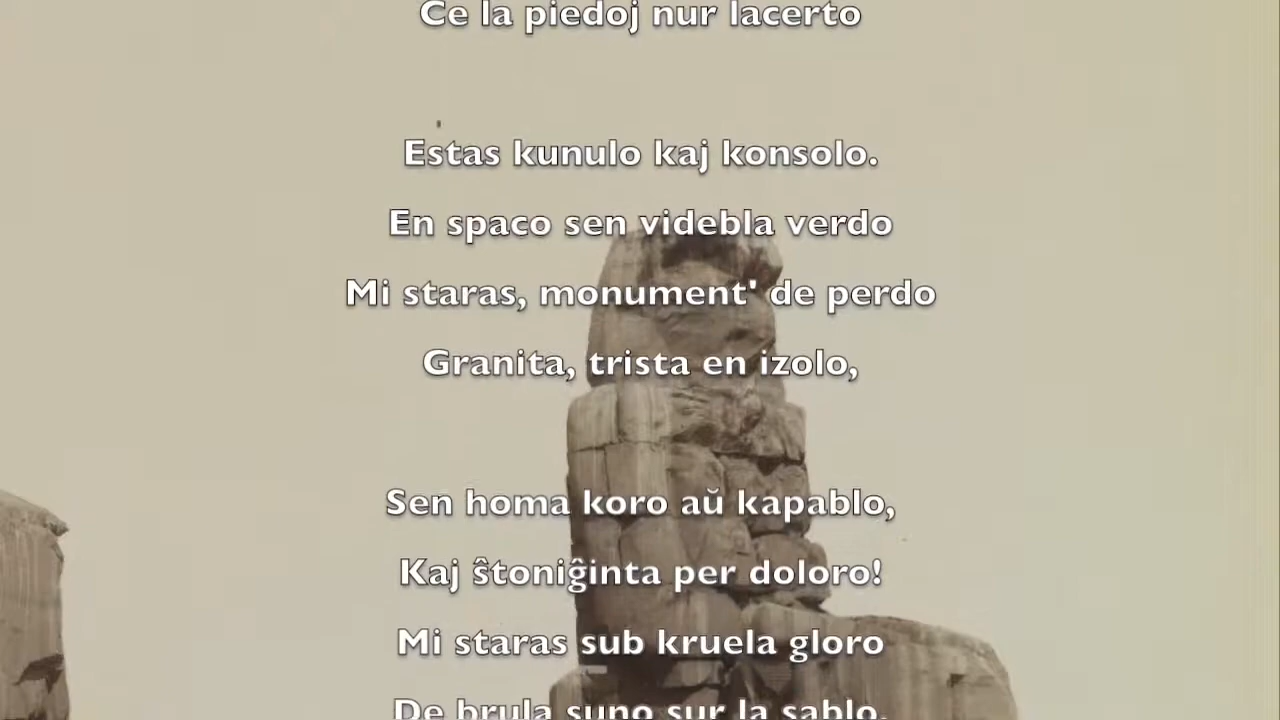 Ĉe la piedoj nur lacerto
Estas kunulo kaj konsolo.
En spaco sen videbla verdo
Mi staras, monument' de perdo
Granita, trista en izolo,
Sen homa koro aŭ kapablo,
Kaj ŝtoniĝinta per doloro!
Mi staras sub kruela gloro
De brula suno sur la sablo,